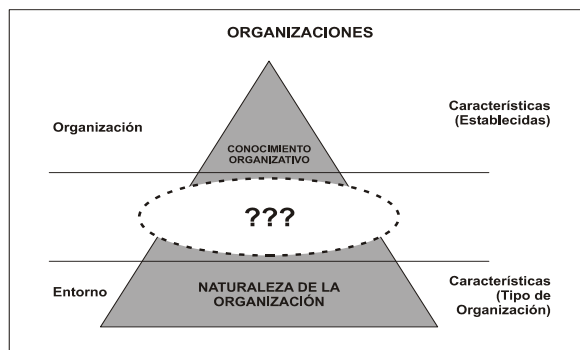 ORGANIZACIONES
Organización
Características
(Establecidas)
CONOCIMIENTO
ORGANIZATIVO
???
Entorno
NATURALEZA DE LA
ORGANIZACIÓN
Características
(Tipo de
Organización)